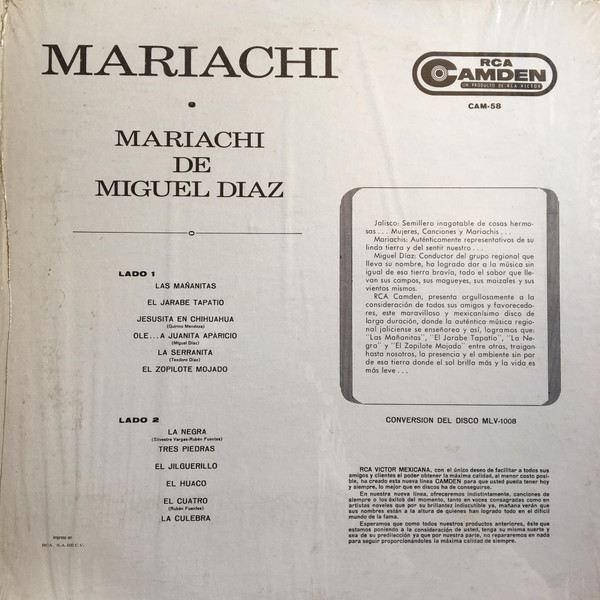 MARIACHI
RCA
CAMDEN
UN PRODUCTO DE RCA VICTOR
CAM-58
MARIACHI
DE
MIGUEL DIAZ
LADO 1
LAS MAÑANITAS
EL JARABE TAPATIO
JESUSITA EN CHIHUAHUA
(Quirino Mendoza)
OLE...A JUANITA APARICIO
(Miguel Díaz)
LA SERRANITA
(Teodoro Díaz)
EL ZOPILOTE MOJADO
LADO 2
LA NEGRA
(Silvestre Vargas-Rubén Fuentes)
TRES PIEDRAS
EL JILGUERILLO
EL HUACO
EL CUATRO
(Rubén Fuentes)
LA CULEBRA
RCA S.A. DE C.V.
Jalisco: Semillero inagotable de cosas hermo-
sas... Mujeres, Canciones y Mariachis...
Mariachis: Auténticamente representativos de su
linda tierra y del sentir nuestro...
Miguel Díaz: Conductor del grupo regional que
lleva su nombre, ha logrado dar a la música sin
igual de esa tierra bravía, todo el sabor que lle-
van sus campos, sus magueyes, sus maizales y sus
vientos mismos.
RCA Camden, presenta orgullosamente a la
consideración de todos sus amigos y favorecedo-
res, este maravilloso y mexicanísimo disco de
larga duración, donde la auténtica música regio-
nal jaliciense se enseñorea y así, logramos que:
"Las Mañanitas", "El Jarabe Tapatío", "La Ne-
gra" y "El Zopilote Mojado" entre otras, traigan
hasta nosotros, la presencia y el ambiente sin par
de esa tierra donde el sol brilla más y la vida es
más leve...
CONVERSION DEL DISCO MLV-1008
RCA VICTOR MEXICANA, con el único deseo de facilitar a todos sus
amigos y clientes el poder obtener la máxima calidad, al menor costo posi-
ble, ha creado esta nueva línea CAMDEN para que usted pueda tener hoy
y siempre, lo mejor que en discos ha de conseguirse.
En nuestra nueva línea, ofreceremos indistintamente, canciones de
siempre o los éxitos del momento, tanto en voces consagradas como en
artistas noveles que por su brillantez indiscutible ya, mañana verán que
sus nombres están a la altura de quienes han logrado todo en el difícil
mundo de la fama.
Esperamos que como todos nuestros productos anteriores, éste que
estamos poniendo a la consideración de usted, tenga su misma suerte y
sea de su predilección ya que por nuestra parte, no repararemos en nada
para seguir proporcionándoles la máxima calidad de siempre.